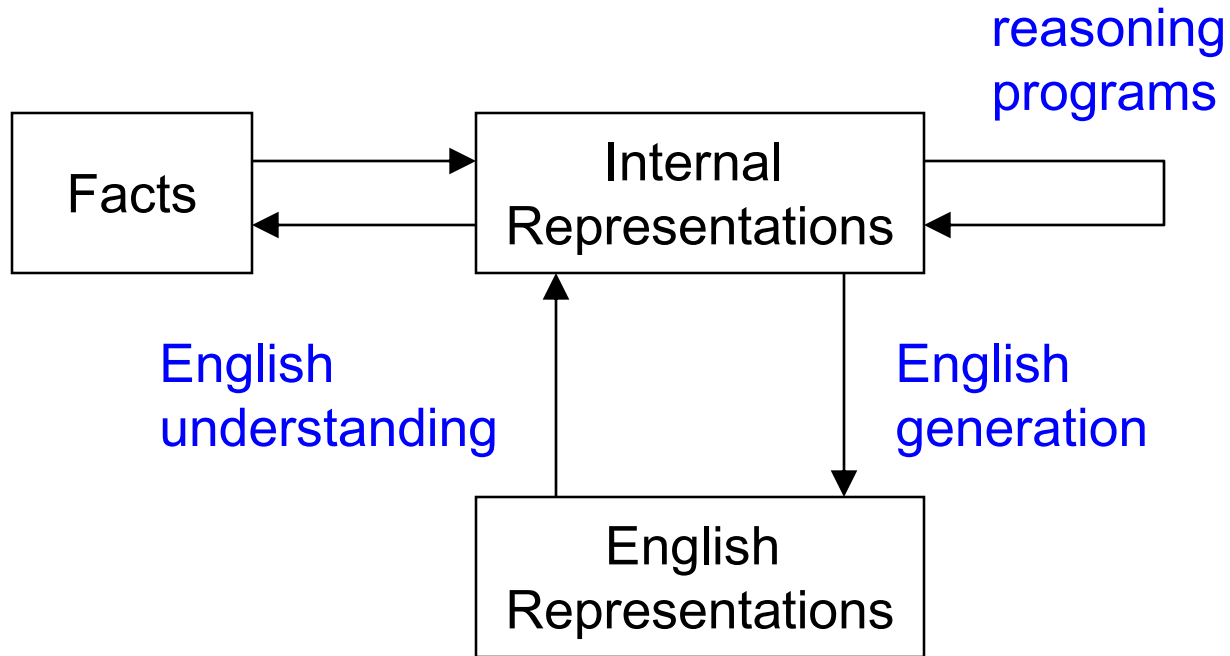 reasoning
programs
Facts
Internal
Representations
English
understanding
English
generation
English
Representations